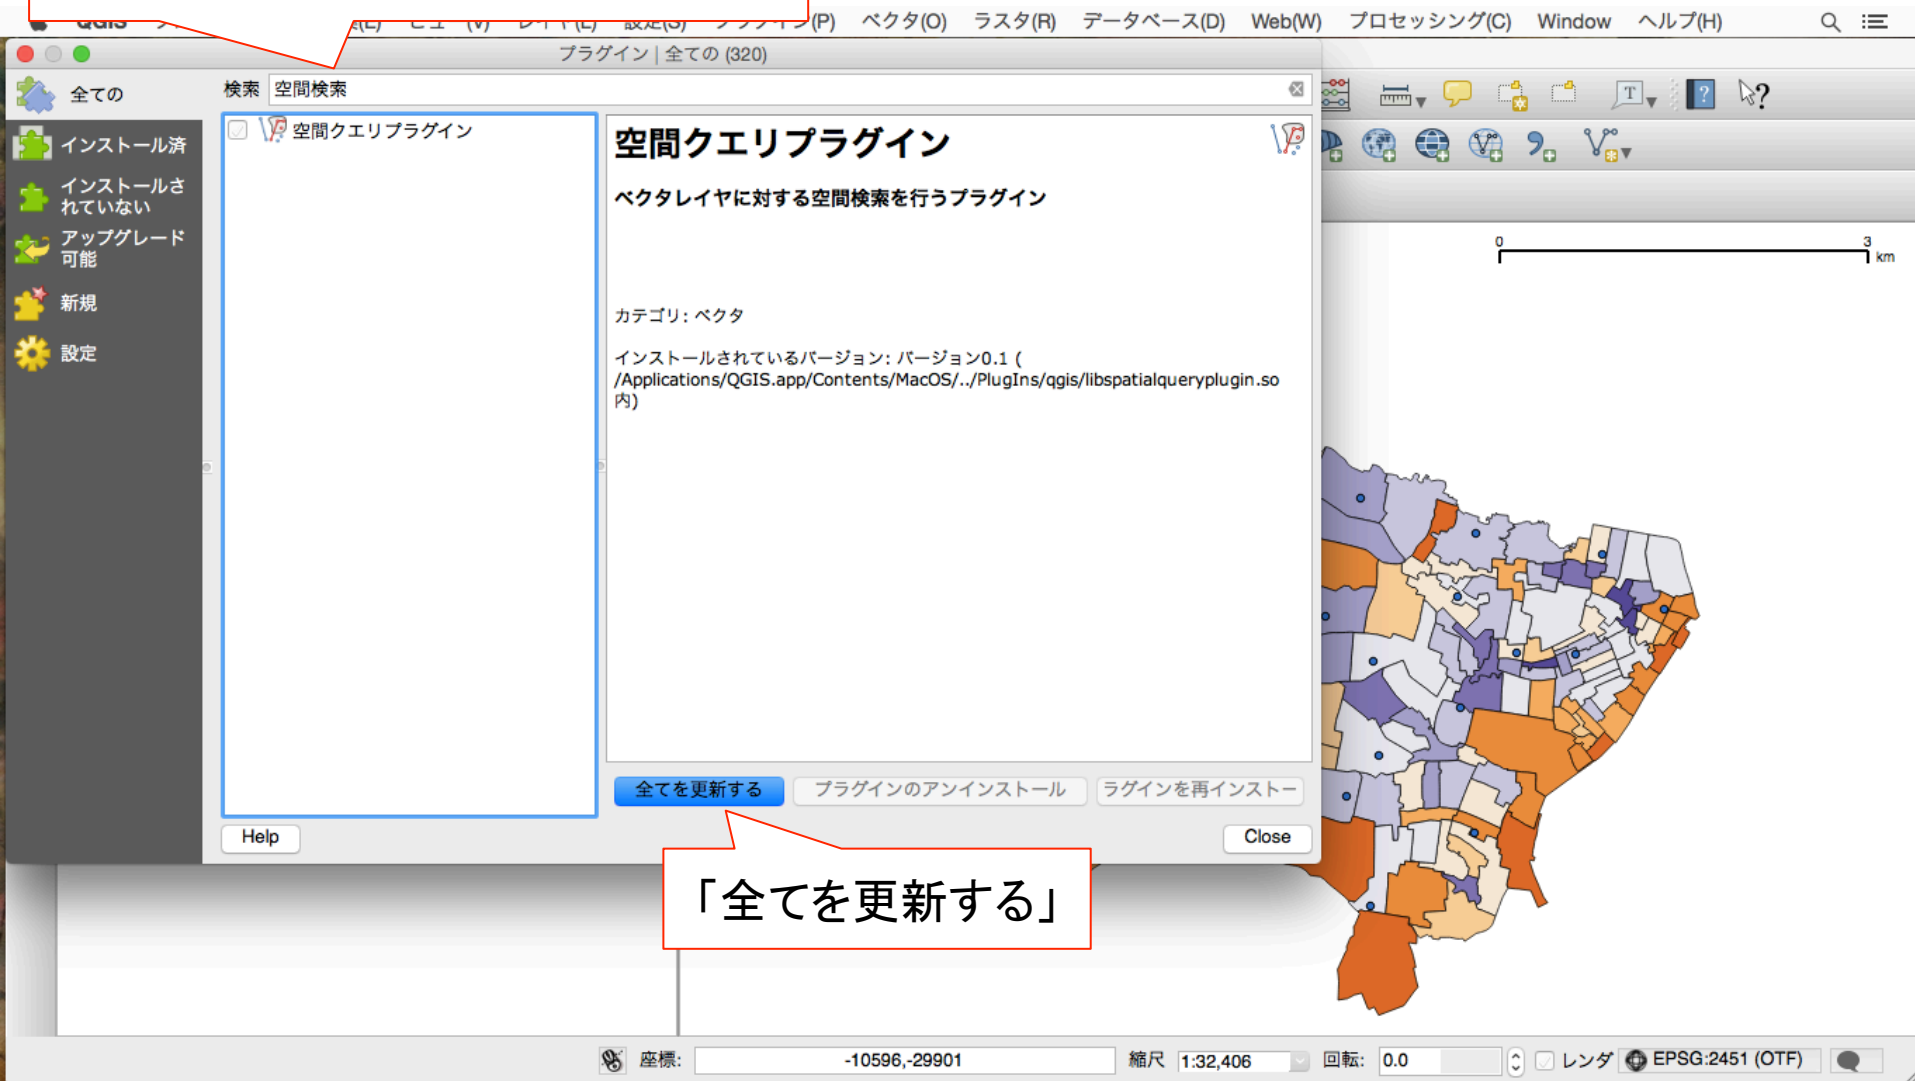 (P) ベクタ(O) ラスタ(R) データベース(D) Web(W) プロセッシング(C) Window ヘルプ(H)
プラグイン | 全ての (320)
全ての
検索 空間検索
インストール済
インストールさ
れていない
アップグレード
可能
新規
設定
空間クエリプラグイン
空間クエリプラグイン
ベクタレイヤに対する空間検索を行うプラグイン
カテゴリ: ベクタ
インストールされているバージョン: バージョン0.1 (
/Applications/QGIS.app/Contents/MacOS/../PlugIns/qgis/libspatialqueryplugin.so
内)
全てを更新する プラグインのアンインストール ラグインを再インストー
Help Close
「全てを更新する」
0 3 km
座標: -10596,-29901 縮尺 1:32,406 回転: 0.0 レンダ EPSG:2451 (OTF)